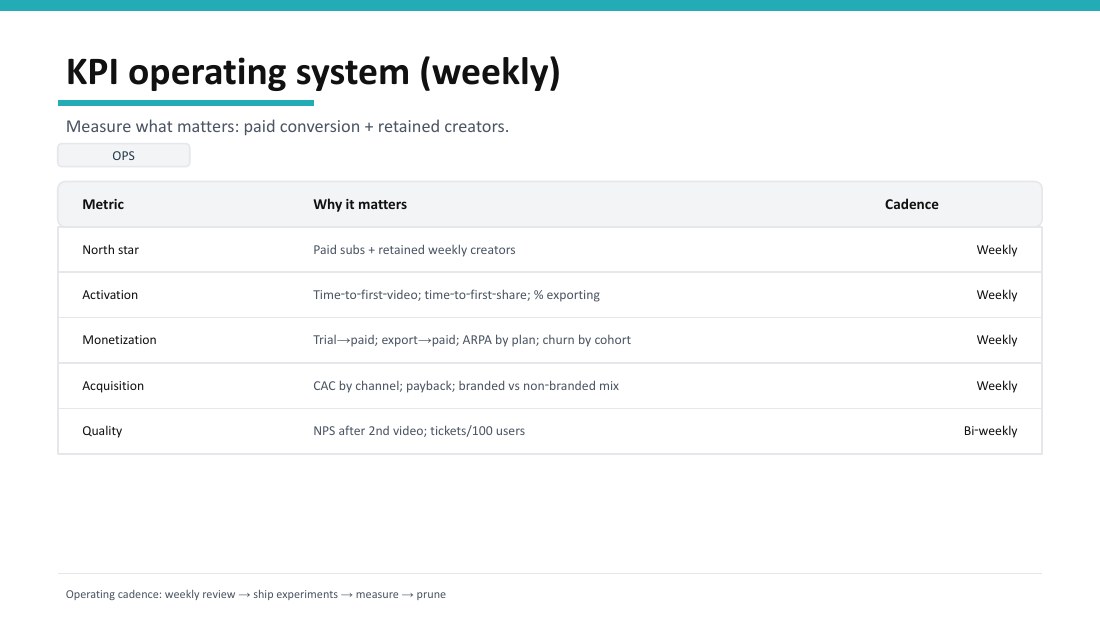 KPI operating system (weekly)
Measure what matters: paid conversion + retained creators.
OPS
Metric Why it matters Cadence
North star Paid subs + retained weekly creators Weekly
Activation Time-to-first-video; time-to-first-share; % exporting Weekly
Monetization Trial→paid; export→paid; ARPA by plan; churn by cohort Weekly
Acquisition CAC by channel; payback; branded vs non-branded mix Weekly
Quality NPS after 2nd video; tickets/100 users Bi-weekly
Operating cadence: weekly review → ship experiments → measure → prune